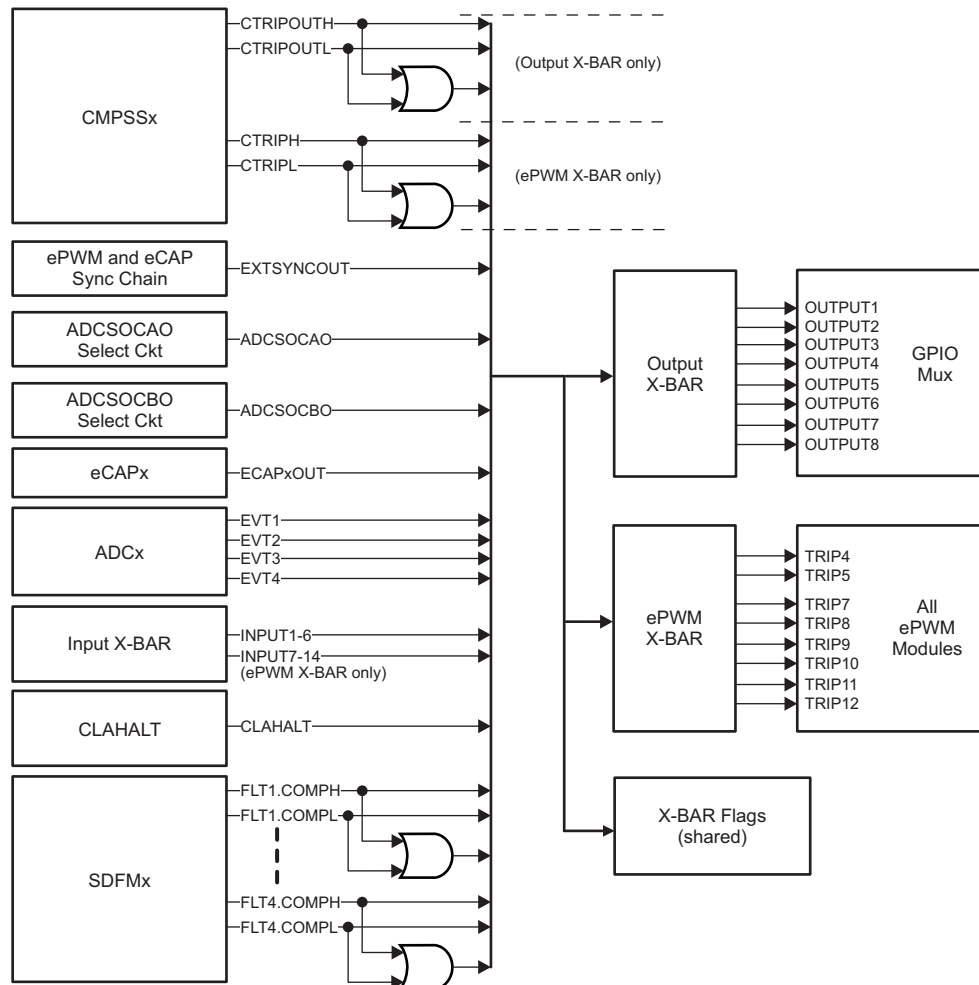 CMPSSx
CTRIPOUTH
CTRIPOUTL
(Output X-BAR only)
CTRIPH
CTRIPL
(ePWM X-BAR only)
ePWM and eCAP
Sync Chain
EXTSYNCOUT
ADCSOCAO
Select Ckt
ADCSOCAO
ADCSOCBO
Select Ckt
ADCSOCBO
eCAPx
ECAPxOUT
ADCx
EVT1
EVT2
EVT3
EVT4
Input X-BAR
INPUT1-6
INPUT7-14
(ePWM X-BAR only)
CLAHALT
CLAHALT
SDFMx
FLT1.COMPH
FLT1.COMPL
FLT4.COMPH
FLT4.COMPL
Output
X-BAR
OUTPUT1
OUTPUT2
OUTPUT3
OUTPUT4
OUTPUT5
OUTPUT6
OUTPUT7
OUTPUT8
GPIO
Mux
ePWM
X-BAR
TRIP4
TRIP5
TRIP7
TRIP8
TRIP9
TRIP10
TRIP11
TRIP12
All
ePWM
Modules
X-BAR Flags
(shared)